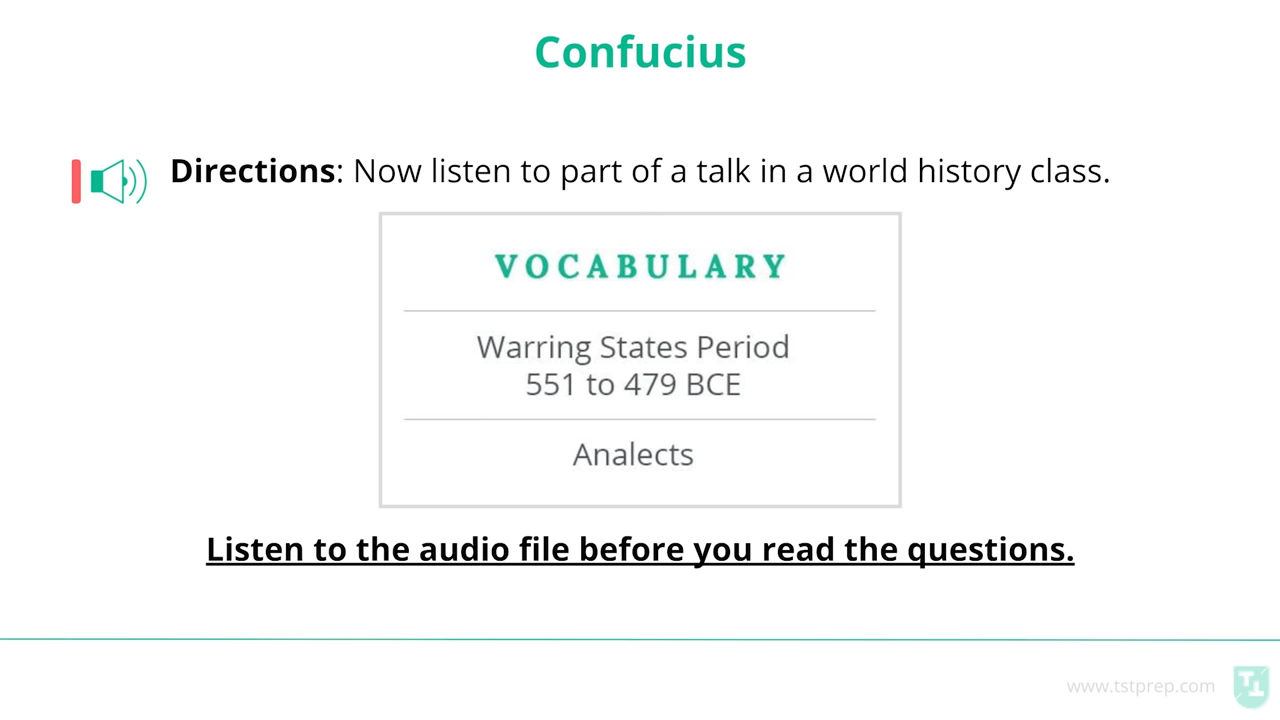 Confucius
Directions: Now listen to part of a talk in a world history class.
VOCABULARY
Warring States Period
551 to 479 BCE
Analects
Listen to the audio file before you read the questions.
www.tstprep.com